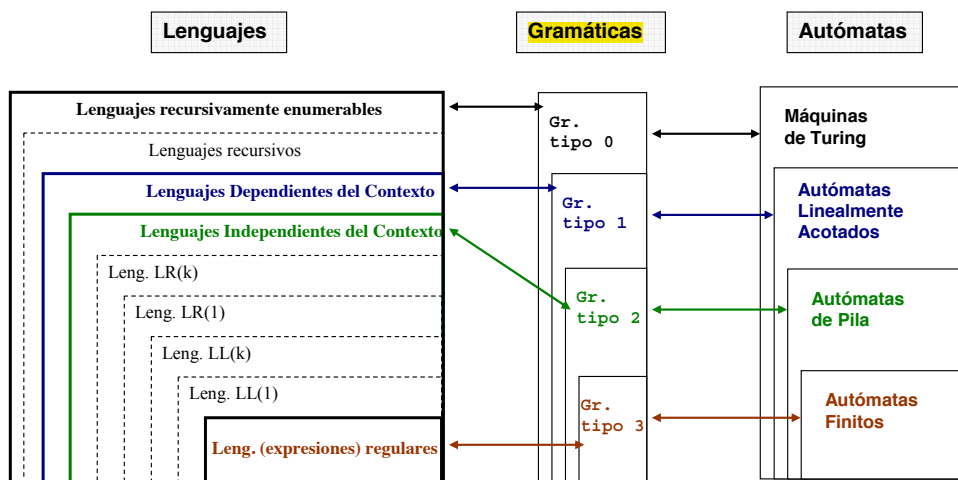 Lenguajes
Gramáticas
Autómatas
Lenguajes recursivamente enumerables
Lenguajes recursivos
Lenguajes Dependientes del Contexto
Lenguajes Independientes del Contexto
Leng. LR(k)
Leng. LR(1)
Leng. LL(k)
Leng. LL(1)
Leng. (expresiones) regulares
Gr.
tipo 0
Gr.
tipo 1
Gr.
tipo 2
Gr.
tipo 3
Máquinas
de Turing
Autómatas
Linealmente
Acotados
Autómatas
de Pila
Autómatas
Finitos